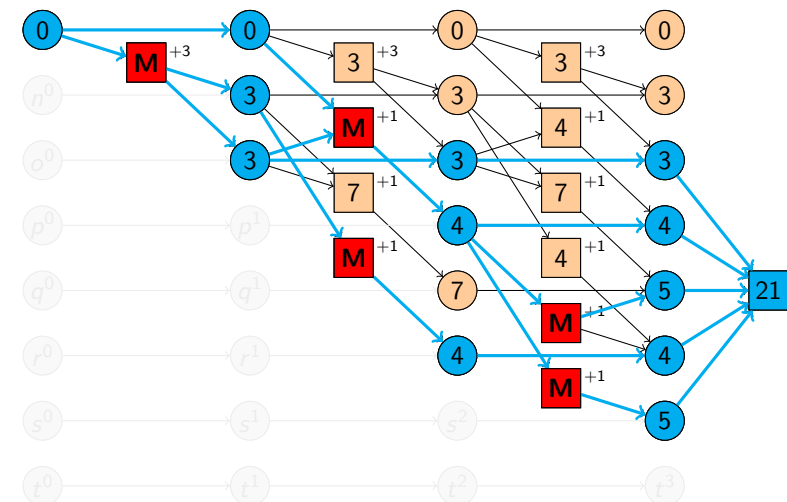 0 0 0 0
M +3 3 +3 3 +3
n⁰ 3 3 3
M +1 4 +1
o⁰ 3 3 3
7 +1 7 +1
p⁰ p¹ 4 4
M +1 4 +1
q⁰ q¹ 7 5 21
M +1
r⁰ r¹ 4 4
M +1
s⁰ s¹ s² 5
t⁰ t¹ t² t³